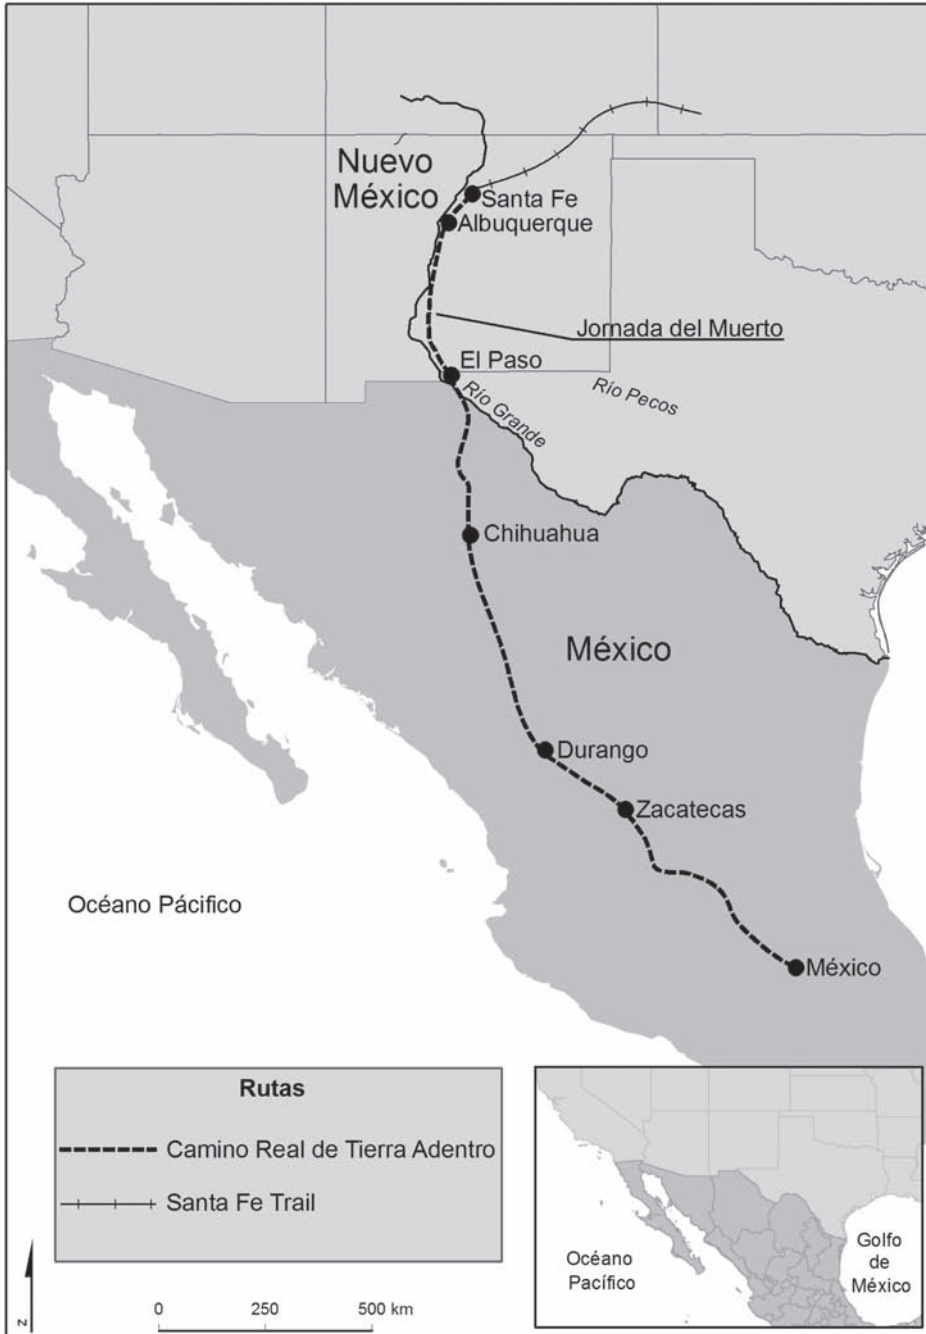 Nuevo
México
Santa Fe
Albuquerque
Jornada del Muerto
El Paso
Río Pecos
Río Grande
Chihuahua
México
Durango
Zacatecas
Océano Pácifico
México
Rutas
Camino Real de Tierra Adentro
Santa Fe Trail
Golfo
de
México
Océano
Pacífico
N
0 250 500 km